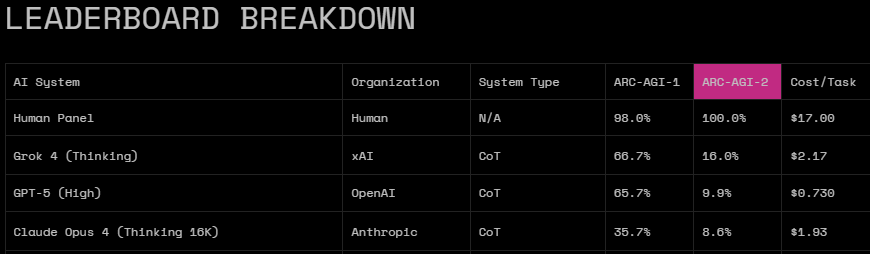 LEADERBOARD BREAKDOWN
AI System Organization System Type ARC-AGI-1 ARC-AGI-2 Cost/Task
Human Panel Human N/A 98.0% 100.0% $17.00
Grok 4 (Thinking) xAI CoT 66.7% 16.0% $2.17
GPT-5 (High) OpenAI CoT 65.7% 9.9% $0.730
Claude Opus 4 (Thinking 16K) Anthropic CoT 35.7% 8.6% $1.93